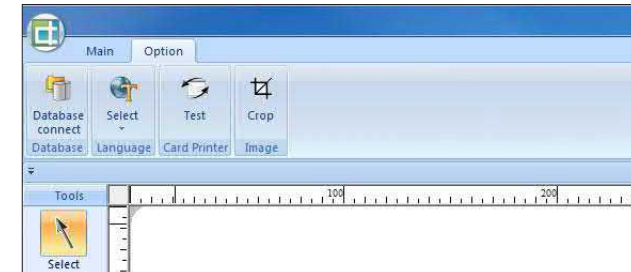 Main Option
Database connect
Select
Test
Crop
Database Language Card Printer Image
Tools
100 200
Select